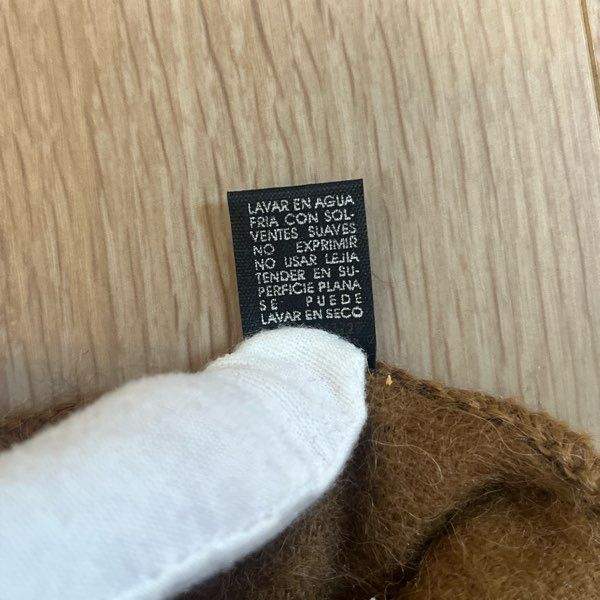 LAVAR EN AGUA
FRIA CON SOL-
VENTES SUAVES
NO EXPRIMIR
NO USAR LEJIA
TENDER EN SU-
PERFICIE PLANA
SE PUEDE
LAVAR EN SECO